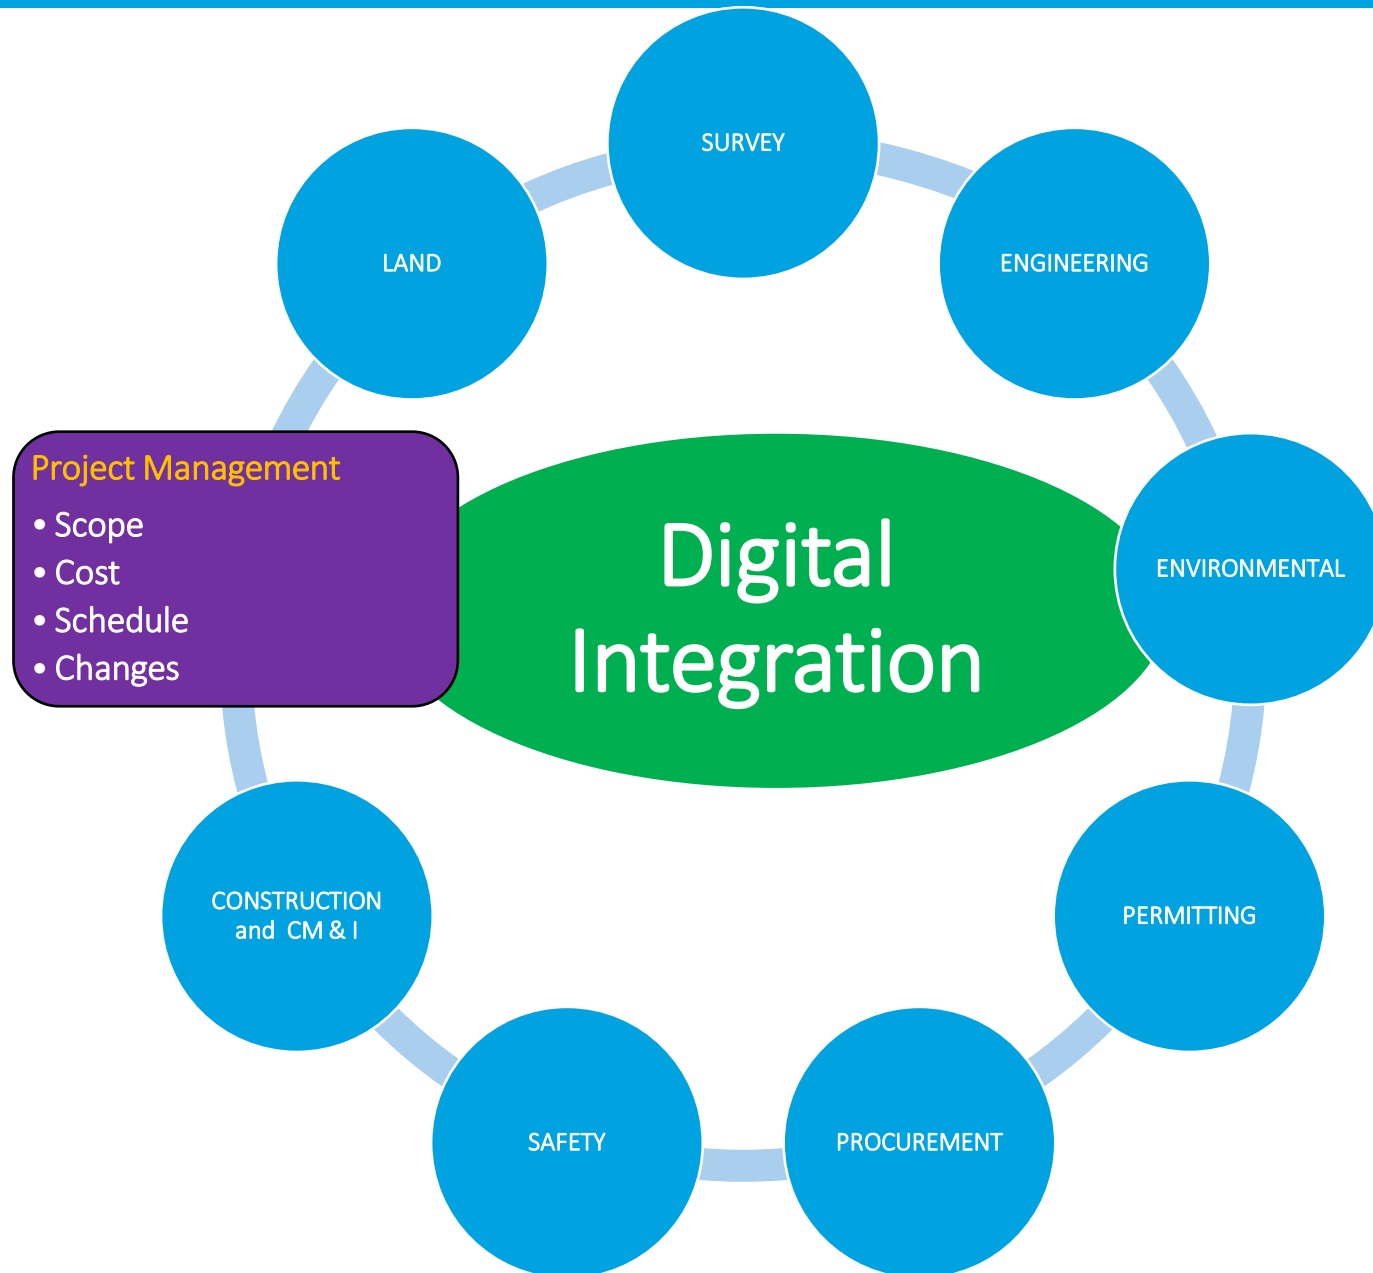 SURVEY
ENGINEERING
ENVIRONMENTAL
PERMITTING
PROCUREMENT
SAFETY
CONSTRUCTION
and CM & I
Project Management
• Scope
• Cost
• Schedule
• Changes
LAND
Digital
Integration